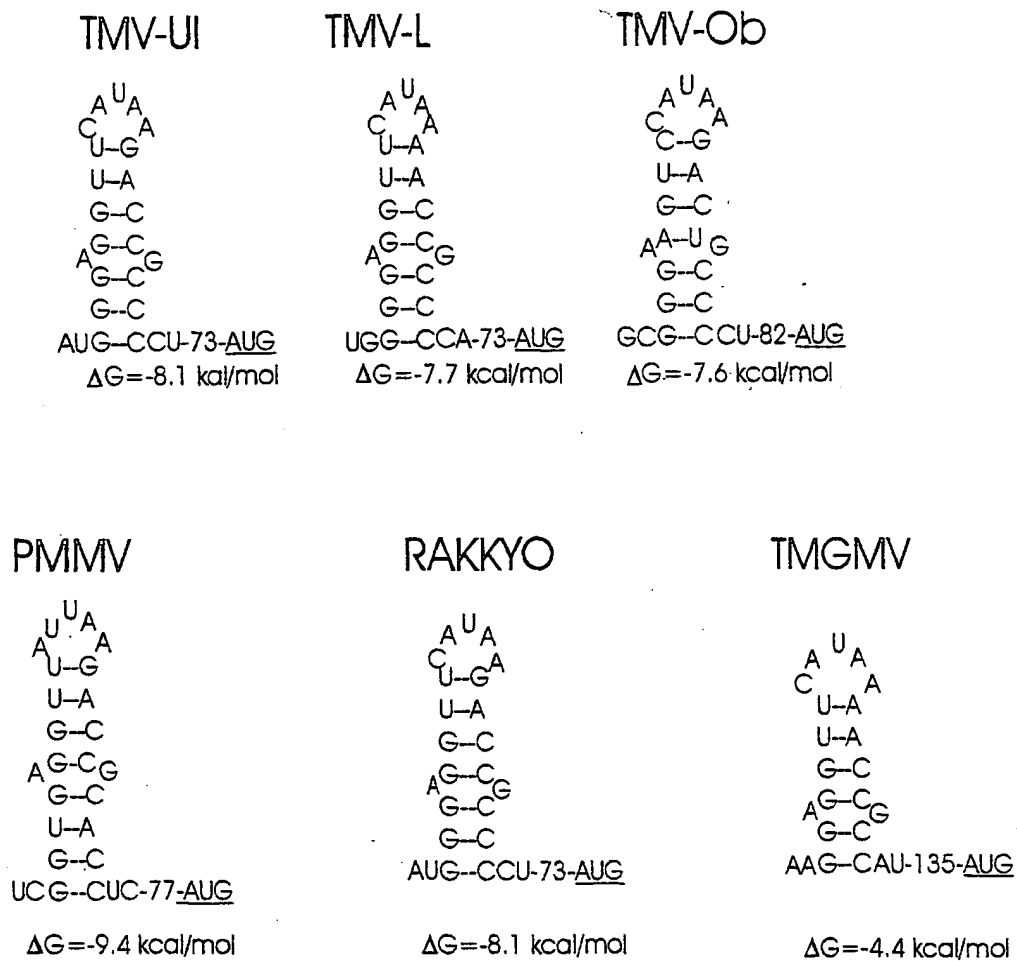 TMV-UI
U
A A
C A
U--G
U--A
G--C
G--C
A G
G--C
G--C
AUG--CCU-73-AUG
ΔG=-8.1 kal/mol
TMV-L
U
A A
C A
U--A
U--A
G--C
G--C
A G
G--C
G--C
UGG--CCA-73-AUG
ΔG=-7.7 kcal/mol
TMV-Ob
U
A A
C A
C--G
U--A
G--C
A A--U G
G--C
G--C
GCG--CCU-82-AUG
ΔG=-7.6 kcal/mol
PMMV
U
U A
A A
U--G
U--A
G--C
A G--C G
G--C
U--A
G--C
UCG--CUC-77-AUG
ΔG=-9.4 kcal/mol
RAKKYO
U
A A
C A
U--G
U--A
G--C
G--C
A G
G--C
G--C
AUG--CCU-73-AUG
ΔG=-8.1 kcal/mol
TMGMV
U
A A
C A
U--A
U--A
G--C
G--C
A G
G--C
AAG-CAU-135-AUG
ΔG=-4.4 kcal/mol